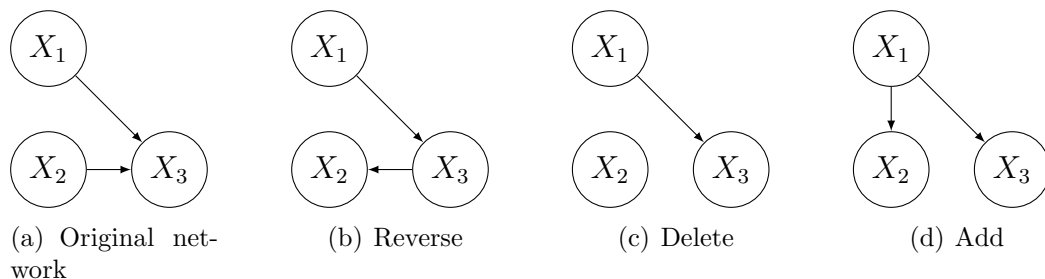 X1 X1 X1 X1
X2 X3 X2 X3 X2 X3 X2 X3
(a) Original net-
work
(b) Reverse
(c) Delete
(d) Add